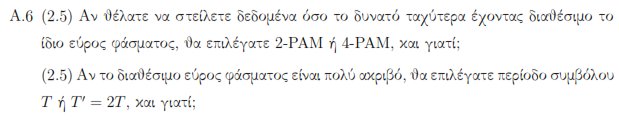 Α.6 (2.5) Αν θέλατε να στείλετε δεδομένα όσο το δυνατό ταχύτερα έχοντας διαθέσιμο το
ίδιο εύρος φάσματος, θα επιλέγατε 2-PAM ή 4-PAM, και γιατί;
(2.5) Αν το διαθέσιμο εύρος φάσματος είναι πολύ ακριβό, θα επιλέγατε περίοδο συμβόλου
T ή T′ = 2T, και γιατί;